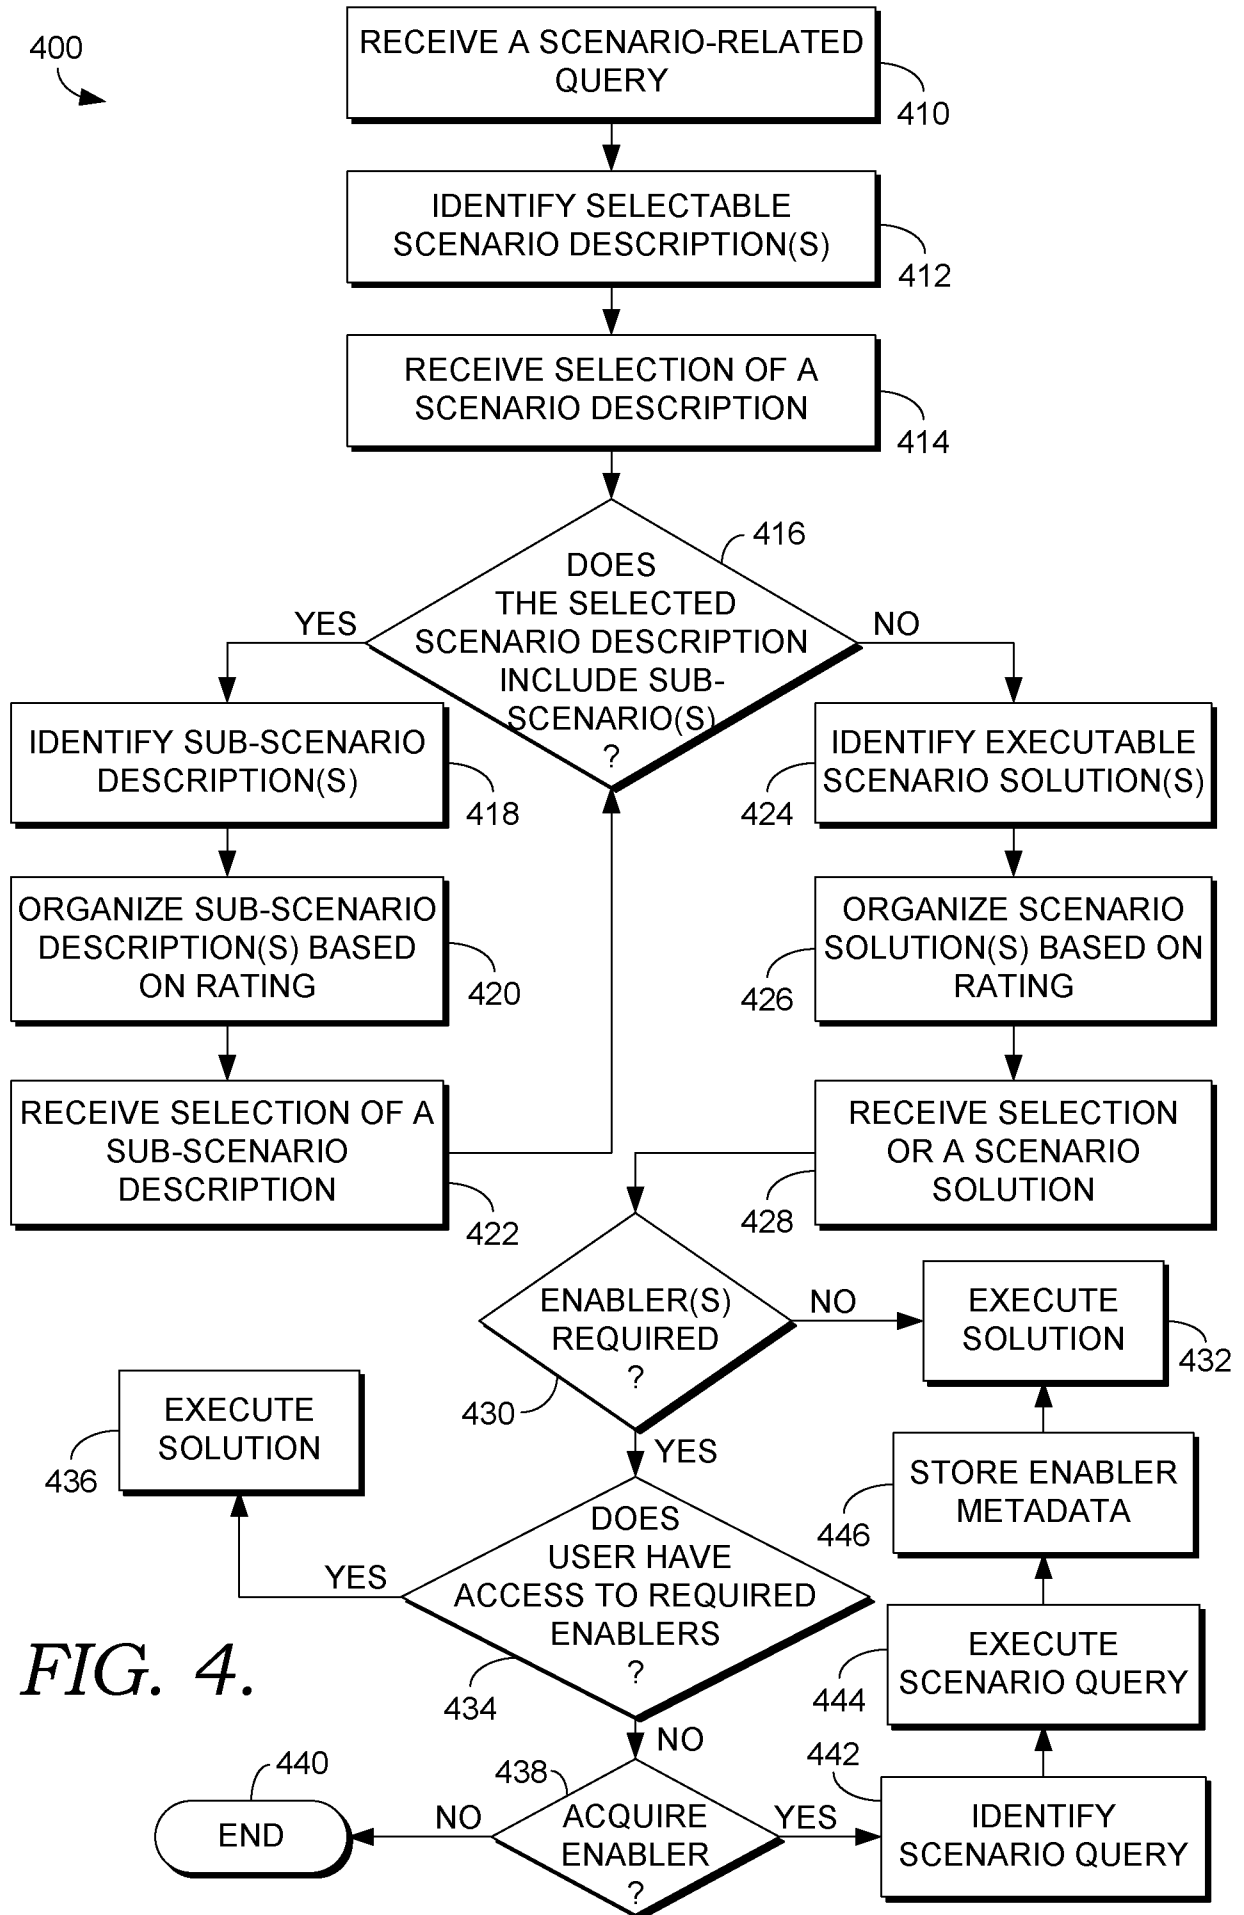 400
RECEIVE A SCENARIO-RELATED
QUERY
410
IDENTIFY SELECTABLE
SCENARIO DESCRIPTION(S)
412
RECEIVE SELECTION OF A
SCENARIO DESCRIPTION
414
416
DOES
THE SELECTED
SCENARIO DESCRIPTION
INCLUDE SUB-
SCENARIO(S)
?
YES
NO
IDENTIFY SUB-SCENARIO
DESCRIPTION(S)
418
ORGANIZE SUB-SCENARIO
DESCRIPTION(S) BASED
ON RATING
420
RECEIVE SELECTION OF A
SUB-SCENARIO
DESCRIPTION
422
IDENTIFY EXECUTABLE
SCENARIO SOLUTION(S)
424
ORGANIZE SCENARIO
SOLUTION(S) BASED ON
RATING
426
RECEIVE SELECTION
OR A SCENARIO
SOLUTION
428
ENABLER(S)
REQUIRED
?
430
NO
EXECUTE
SOLUTION
432
YES
DOES
USER HAVE
ACCESS TO REQUIRED
ENABLERS
?
434
YES
EXECUTE
SOLUTION
436
NO
438
ACQUIRE
ENABLER
?
NO
440
END
YES
442
IDENTIFY
SCENARIO QUERY
444
EXECUTE
SCENARIO QUERY
446
STORE ENABLER
METADATA
FIG. 4.